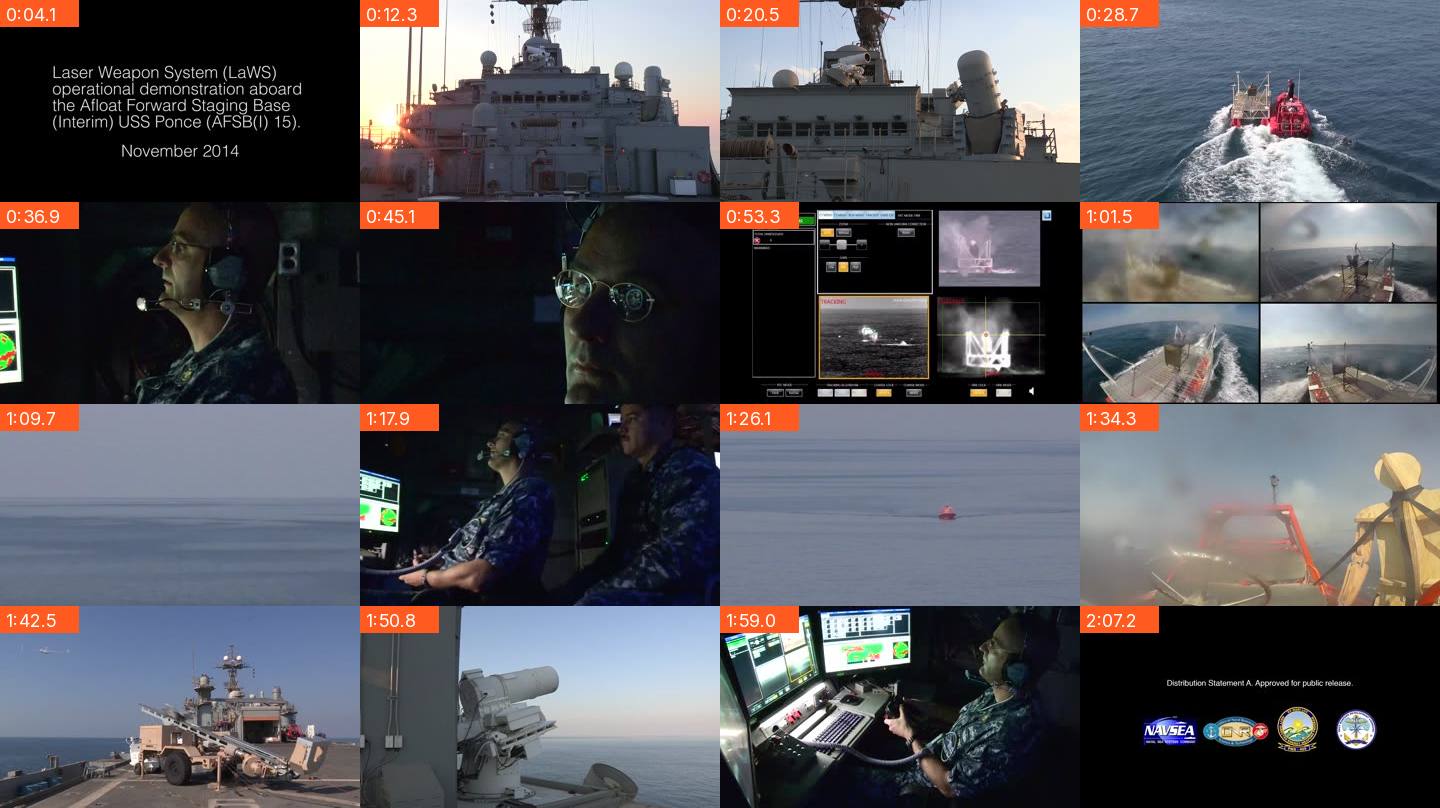 0:04.1
Laser Weapon System (LaWS)
operational demonstration aboard
the Afloat Forward Staging Base
(Interim) USS Ponce (AFSB(I) 15).
November 2014
0:12.3
0:20.5
0:28.7
0:36.9
0:45.1
0:53.3
TRACKING
1:01.5
1:09.7
1:17.9
1:26.1
1:34.3
1:42.5
1:50.8
1:59.0
2:07.2
Distribution Statement A. Approved for public release.
NAVSEA
ONR